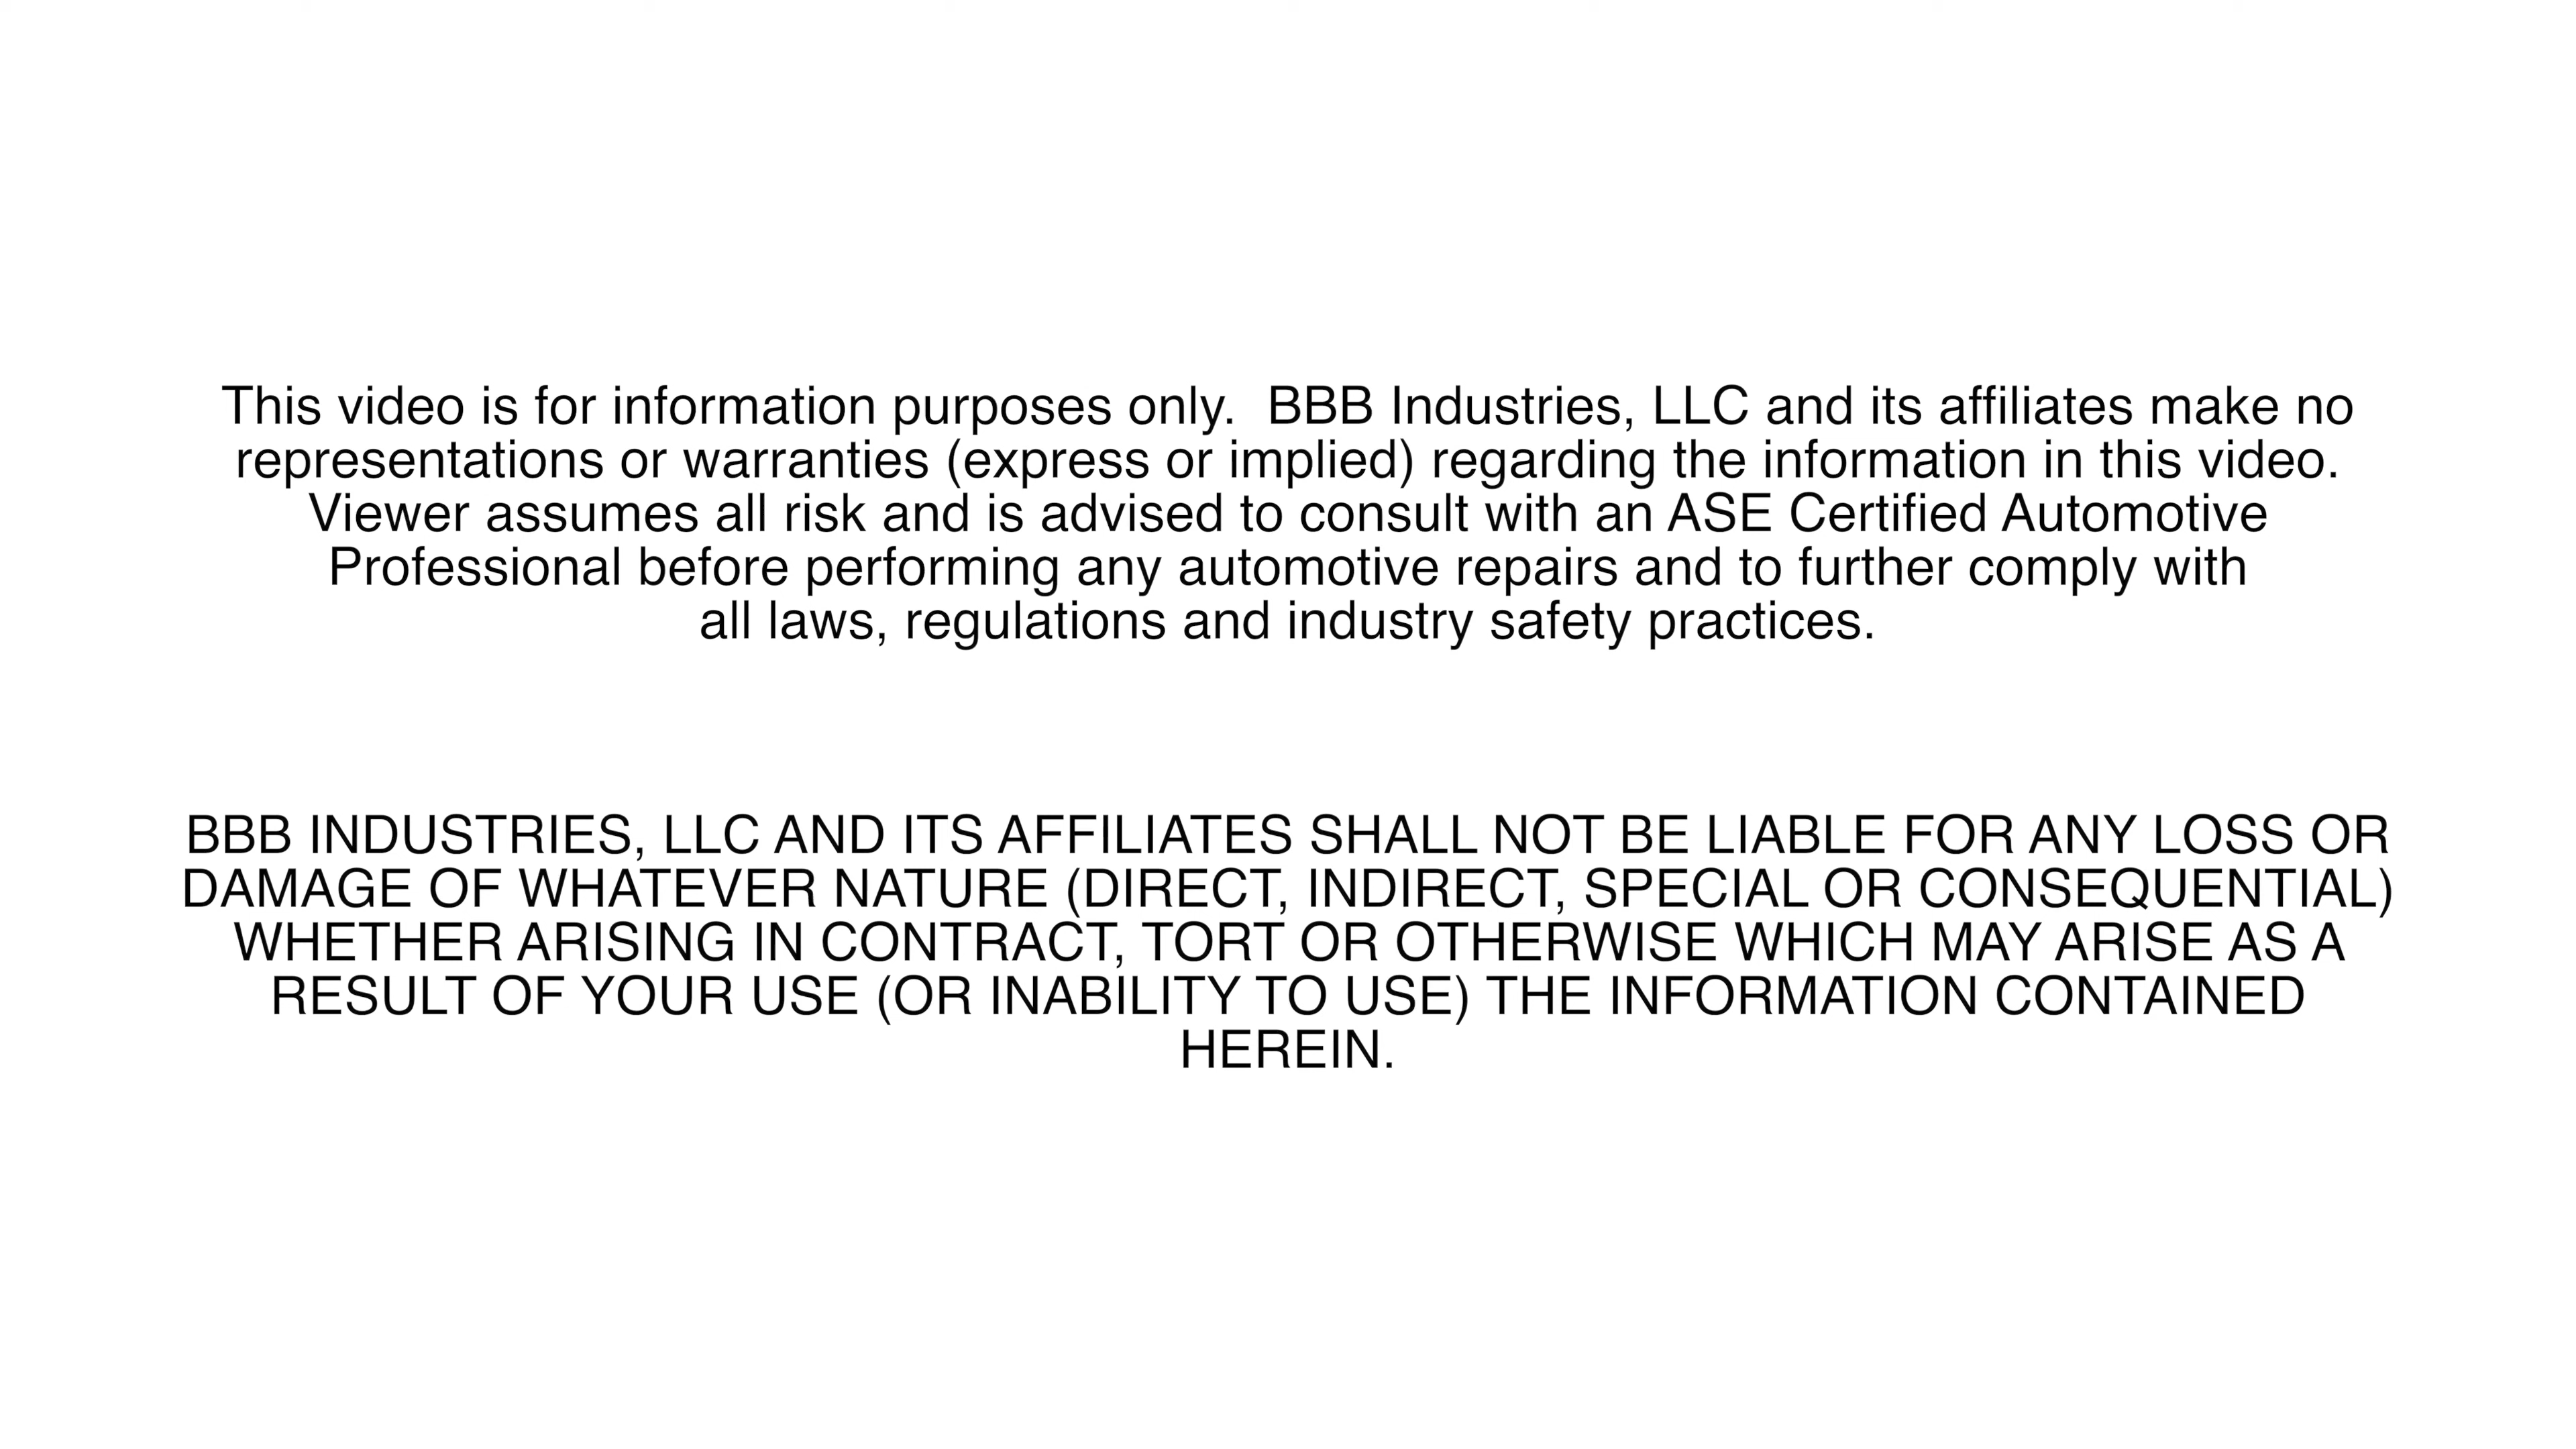 This video is for information purposes only.  BBB Industries, LLC and its affiliates make no
representations or warranties (express or implied) regarding the information in this video.
Viewer assumes all risk and is advised to consult with an ASE Certified Automotive
Professional before performing any automotive repairs and to further comply with
all laws, regulations and industry safety practices.
BBB INDUSTRIES, LLC AND ITS AFFILIATES SHALL NOT BE LIABLE FOR ANY LOSS OR
DAMAGE OF WHATEVER NATURE (DIRECT, INDIRECT, SPECIAL OR CONSEQUENTIAL)
WHETHER ARISING IN CONTRACT, TORT OR OTHERWISE WHICH MAY ARISE AS A
RESULT OF YOUR USE (OR INABILITY TO USE) THE INFORMATION CONTAINED
HEREIN.